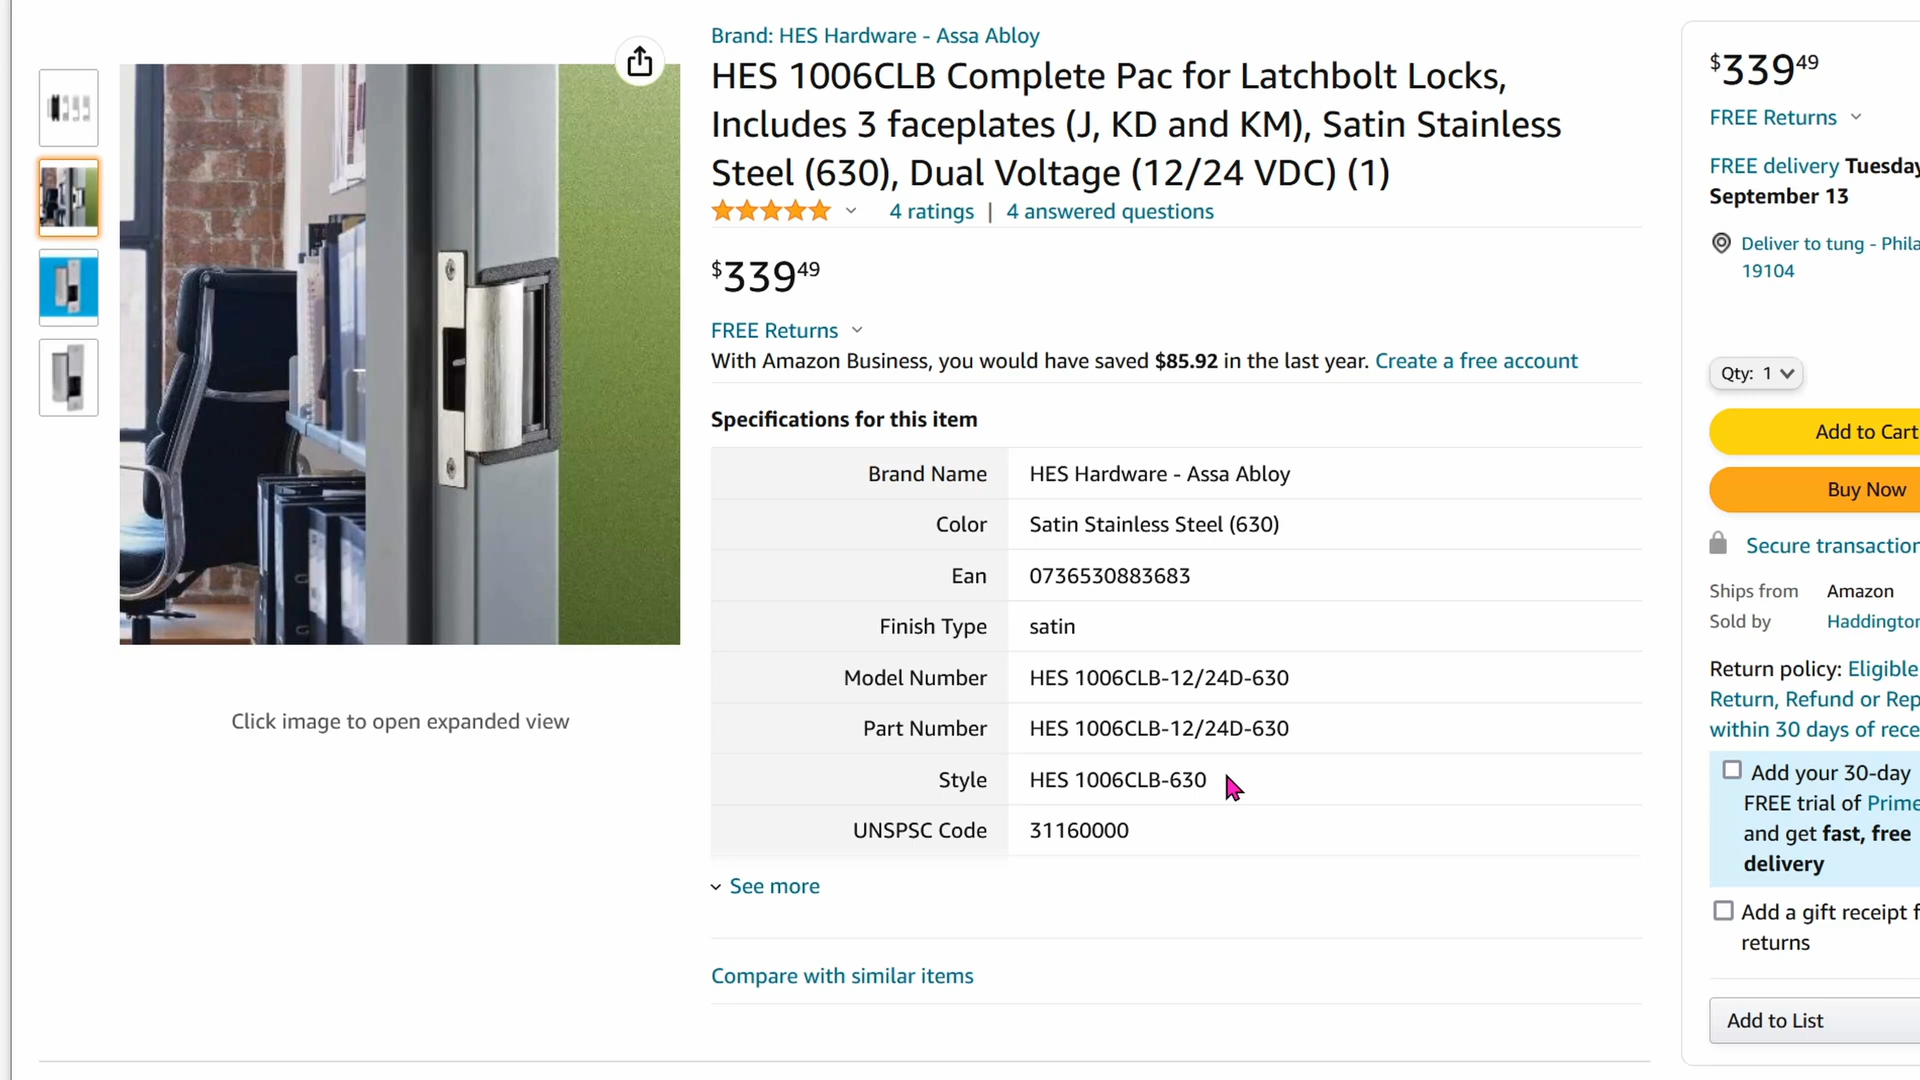 Brand: HES Hardware - Assa Abloy
HES 1006CLB Complete Pac for Latchbolt Locks,
Includes 3 faceplates (J, KD and KM), Satin Stainless
Steel (630), Dual Voltage (12/24 VDC) (1)
4 ratings | 4 answered questions
$339 49
FREE Returns
With Amazon Business, you would have saved $85.92 in the last year. Create a free account
Specifications for this item
Brand Name HES Hardware - Assa Abloy
Color Satin Stainless Steel (630)
Ean 0736530883683
Finish Type satin
Model Number HES 1006CLB-12/24D-630
Part Number HES 1006CLB-12/24D-630
Style HES 1006CLB-630
UNSPSC Code 31160000
See more
Compare with similar items
Click image to open expanded view
$339 49
FREE Returns
FREE delivery Tuesday
September 13
Deliver to tung - Phila
19104
Qty: 1
Add to Cart
Buy Now
Secure transaction
Ships from Amazon
Sold by Haddington
Return policy: Eligible
Return, Refund or Rep
within 30 days of rece
Add your 30-day
FREE trial of Prime
and get fast, free
delivery
Add a gift receipt f
returns
Add to List